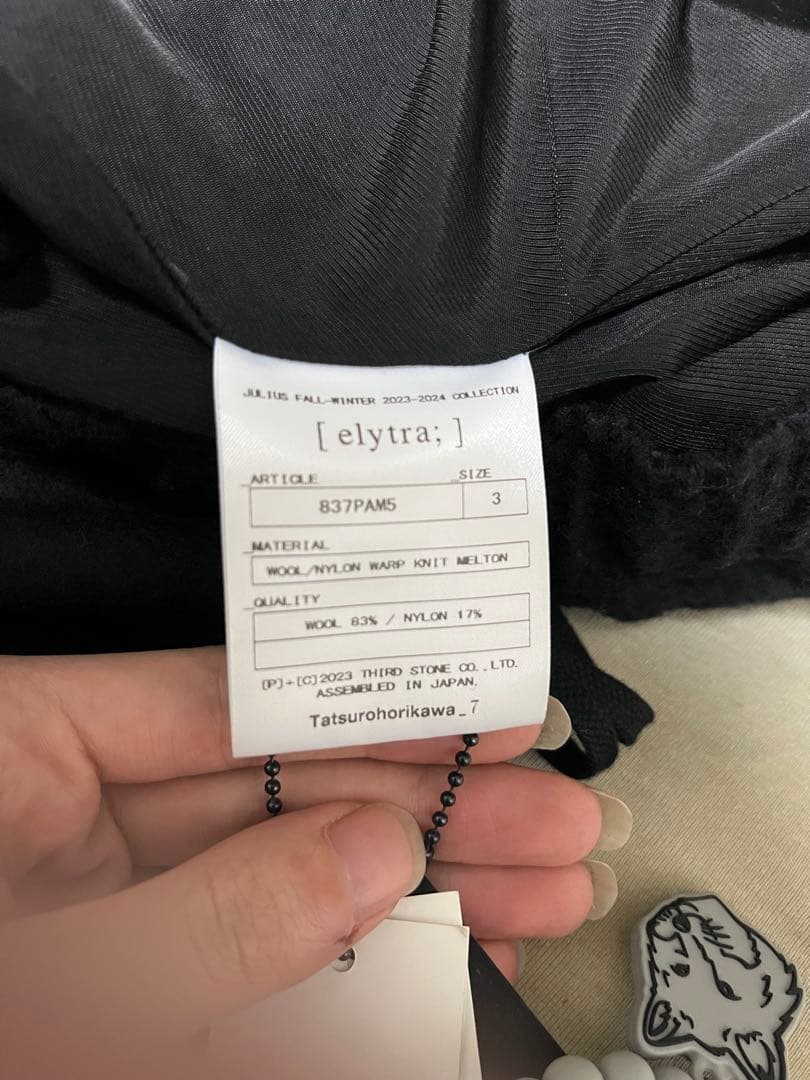 JULIUS FALL-WINTER 2023-2024 COLLECTION
[ elytra; ]
_ARTICLE _SIZE
837PAM5 3
_MATERIAL
WOOL/NYLON WARP KNIT MELTON
_QUALITY
WOOL 83% / NYLON 17%
[P]+[C]2023 THIRD STONE CO.,LTD.
ASSEMBLED IN JAPAN.
Tatsurohorikawa_7